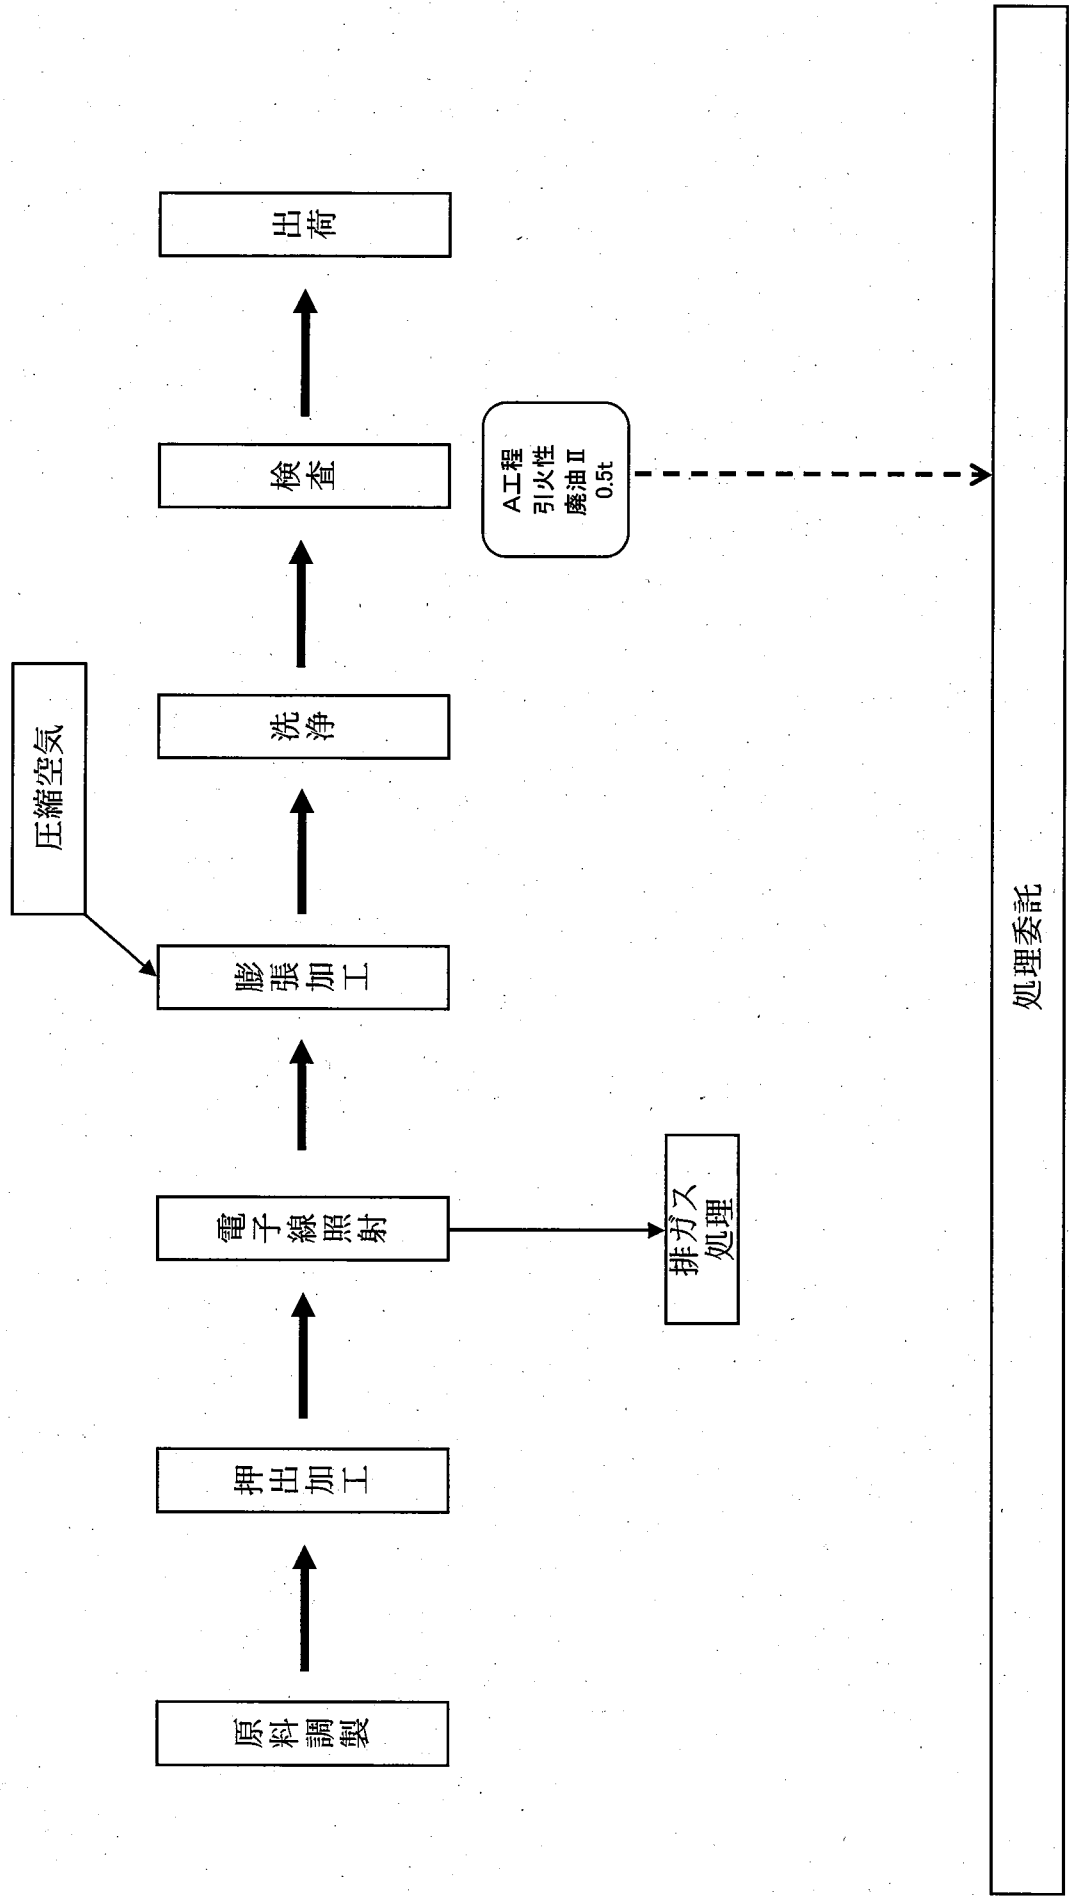 圧縮空気
原料調製
押出加工
電子線照射
膨張加工
洗浄
検査
出荷
A工程
引火性
廃油Ⅱ
0.5t
排ガス
処理
処理委託